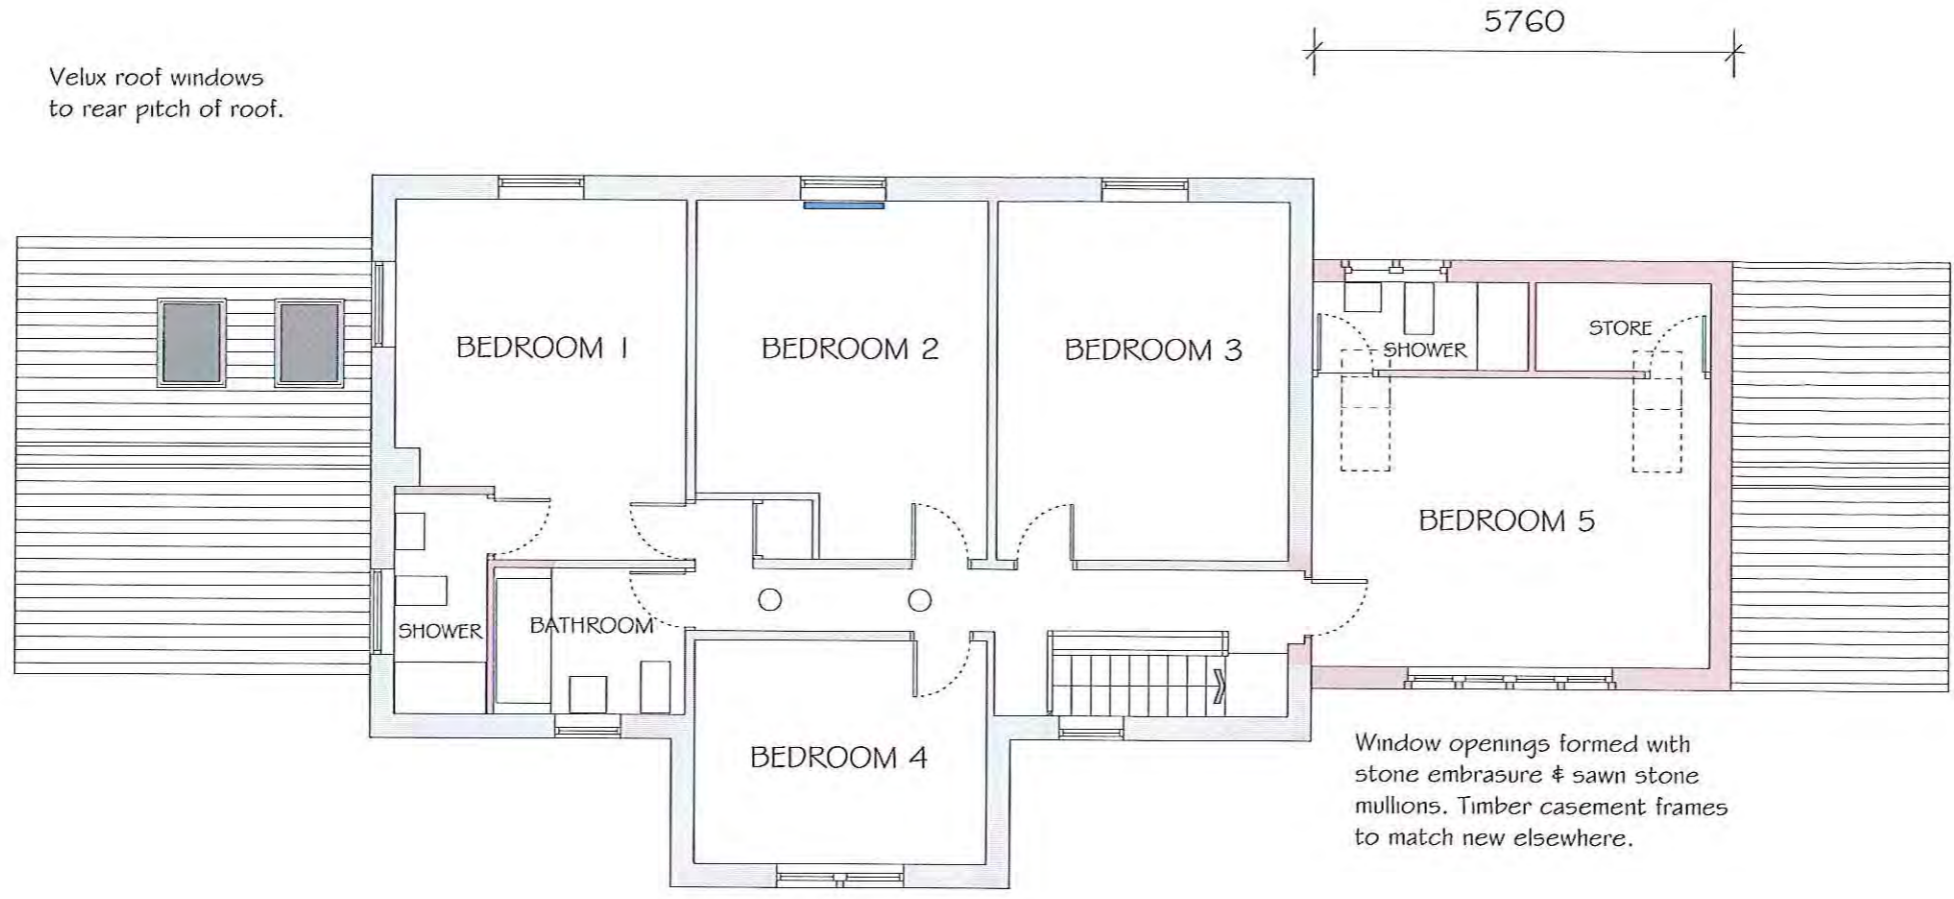 5760
Velux roof windows
to rear pitch of roof.
BEDROOM 1
BEDROOM 2
BEDROOM 3
STORE
SHOWER
BEDROOM 5
SHOWER
BATHROOM
BEDROOM 4
Window openings formed with
stone embrasure & sawn stone
mullions. Timber casement frames
to match new elsewhere.